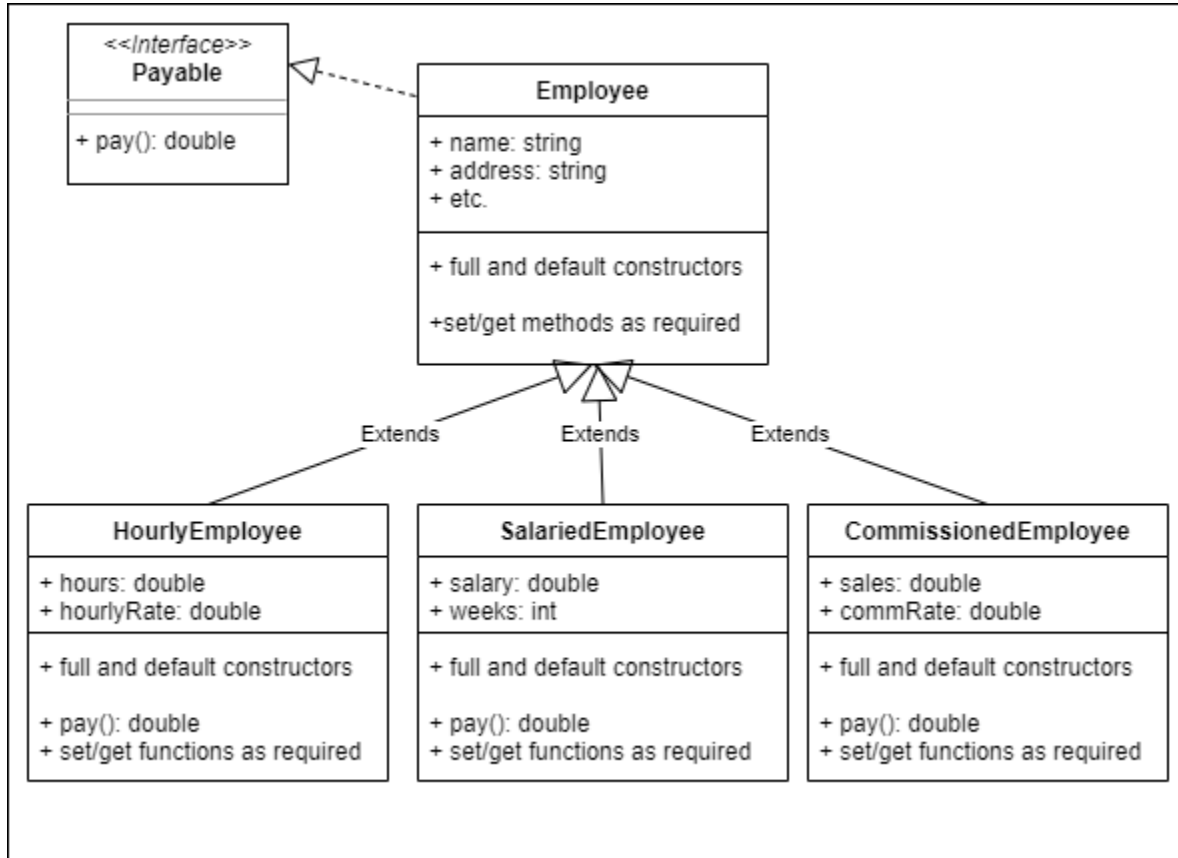 <<Interface>>
Payable
+ pay(): double
Employee
+ name: string
+ address: string
+ etc.
+ full and default constructors
+set/get methods as required
Extends
Extends
Extends
HourlyEmployee
+ hours: double
+ hourlyRate: double
+ full and default constructors
+ pay(): double
+ set/get functions as required
SalariedEmployee
+ salary: double
+ weeks: int
+ full and default constructors
+ pay(): double
+ set/get functions as required
CommissionedEmployee
+ sales: double
+ commRate: double
+ full and default constructors
+ pay(): double
+ set/get functions as required